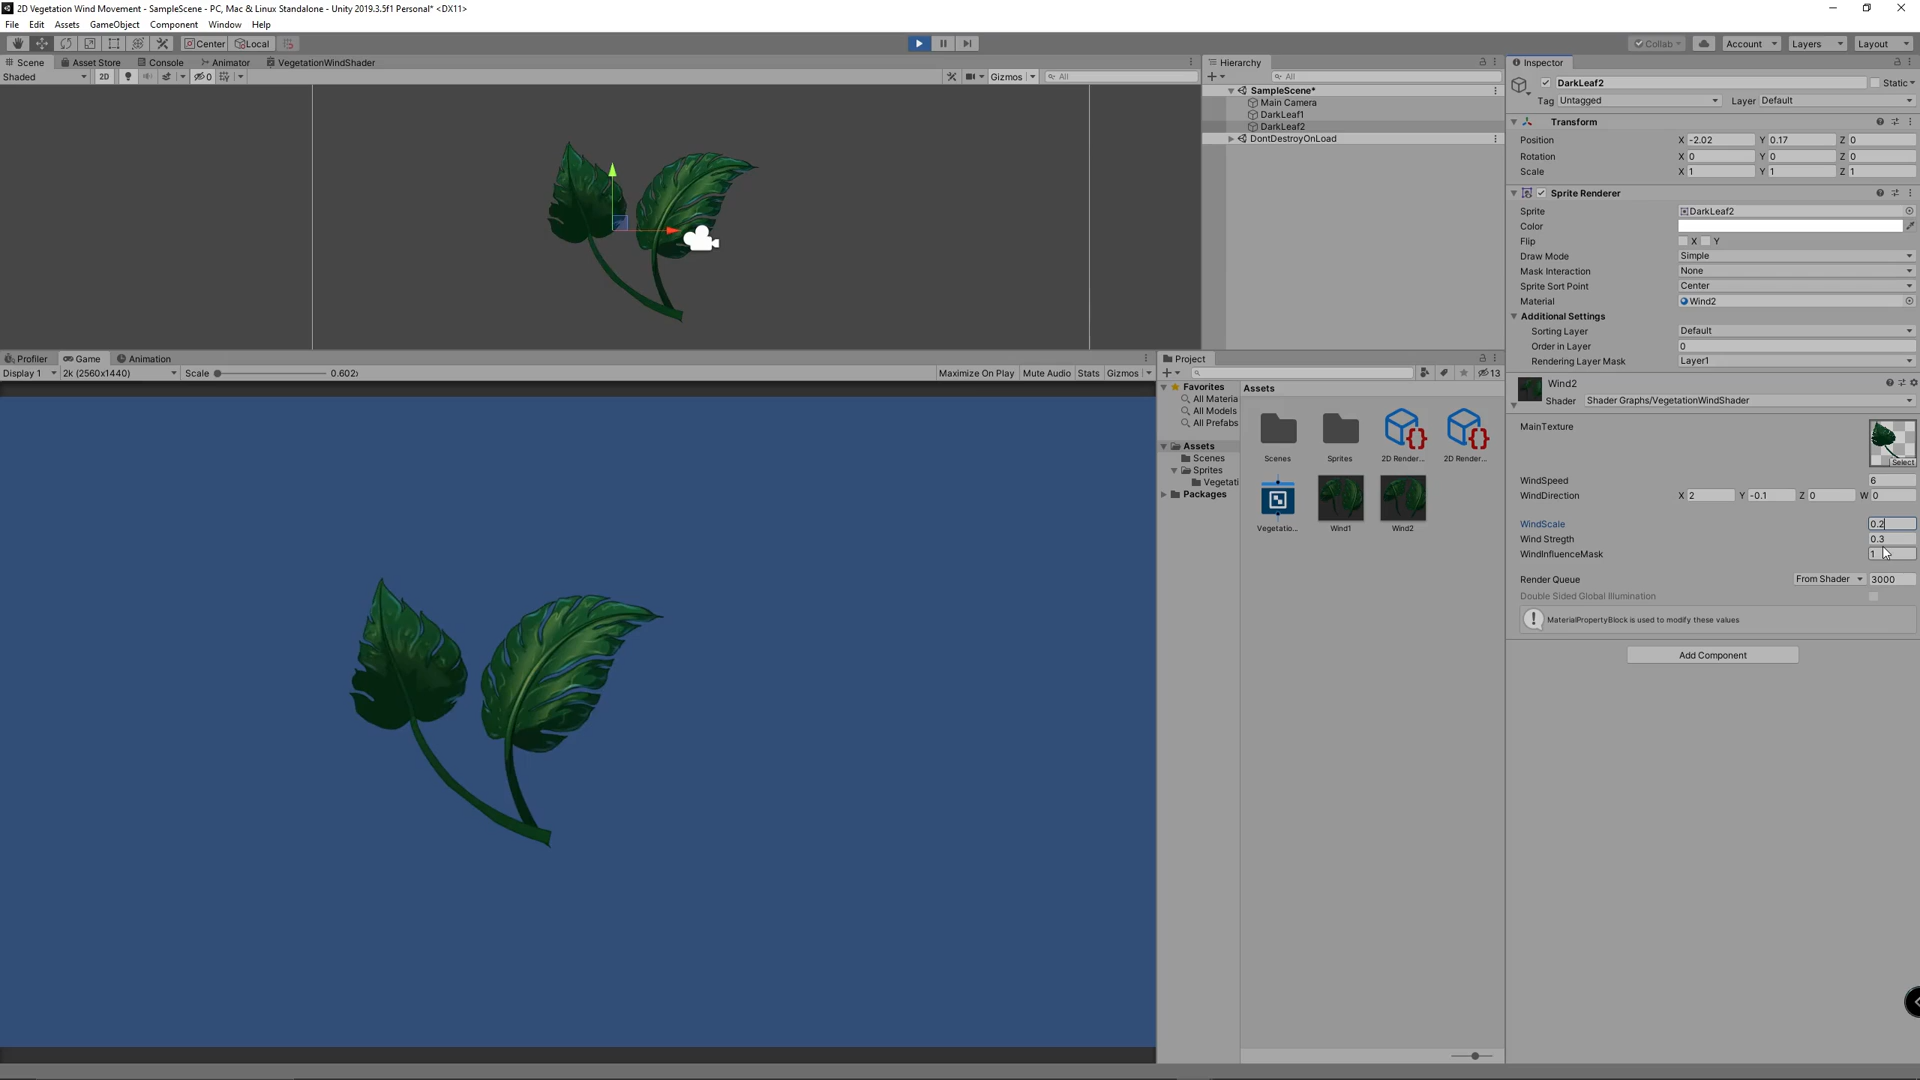 2D Vegetation Wind Movement - SampleScene - PC, Mac & Linux Standalone - Unity 2019.3.5f1 Personal* <DX11>
File Edit Assets GameObject Component Window Help
Center Local Collab Account Layers Layout
Scene Asset Store Console Animator VegetationWindShader
Shaded 2D 0 Gizmos All
Hierarchy
All
SampleScene*
Main Camera
DarkLeaf1
DarkLeaf2
DontDestroyOnLoad
Profiler Game Animation
Display 1 2k (2560x1440) Scale 0.602x Maximize On Play Mute Audio Stats Gizmos
Project
13
Favorites
All Materia
All Models
All Prefabs
Assets
Scenes
Sprites
Vegetati
Packages
Assets
Scenes Sprites 2D Render... 2D Render...
Vegetatio... Wind1 Wind2
Inspector
DarkLeaf2 Static
Tag Untagged Layer Default
Transform
Position X -2.02 Y 0.17 Z 0
Rotation X 0 Y 0 Z 0
Scale X 1 Y 1 Z 1
Sprite Renderer
Sprite DarkLeaf2
Color
Flip X Y
Draw Mode Simple
Mask Interaction None
Sprite Sort Point Center
Material Wind2
Additional Settings
Sorting Layer Default
Order in Layer 0
Rendering Layer Mask Layer1
Wind2
Shader Shader Graphs/VegetationWindShader
MainTexture
Select
WindSpeed 6
WindDirection X 2 Y -0.1 Z 0 W 0
WindScale 0.2
Wind Stregth 0.3
WindInfluenceMask 1
Render Queue From Shader 3000
Double Sided Global Illumination
MaterialPropertyBlock is used to modify these values
Add Component